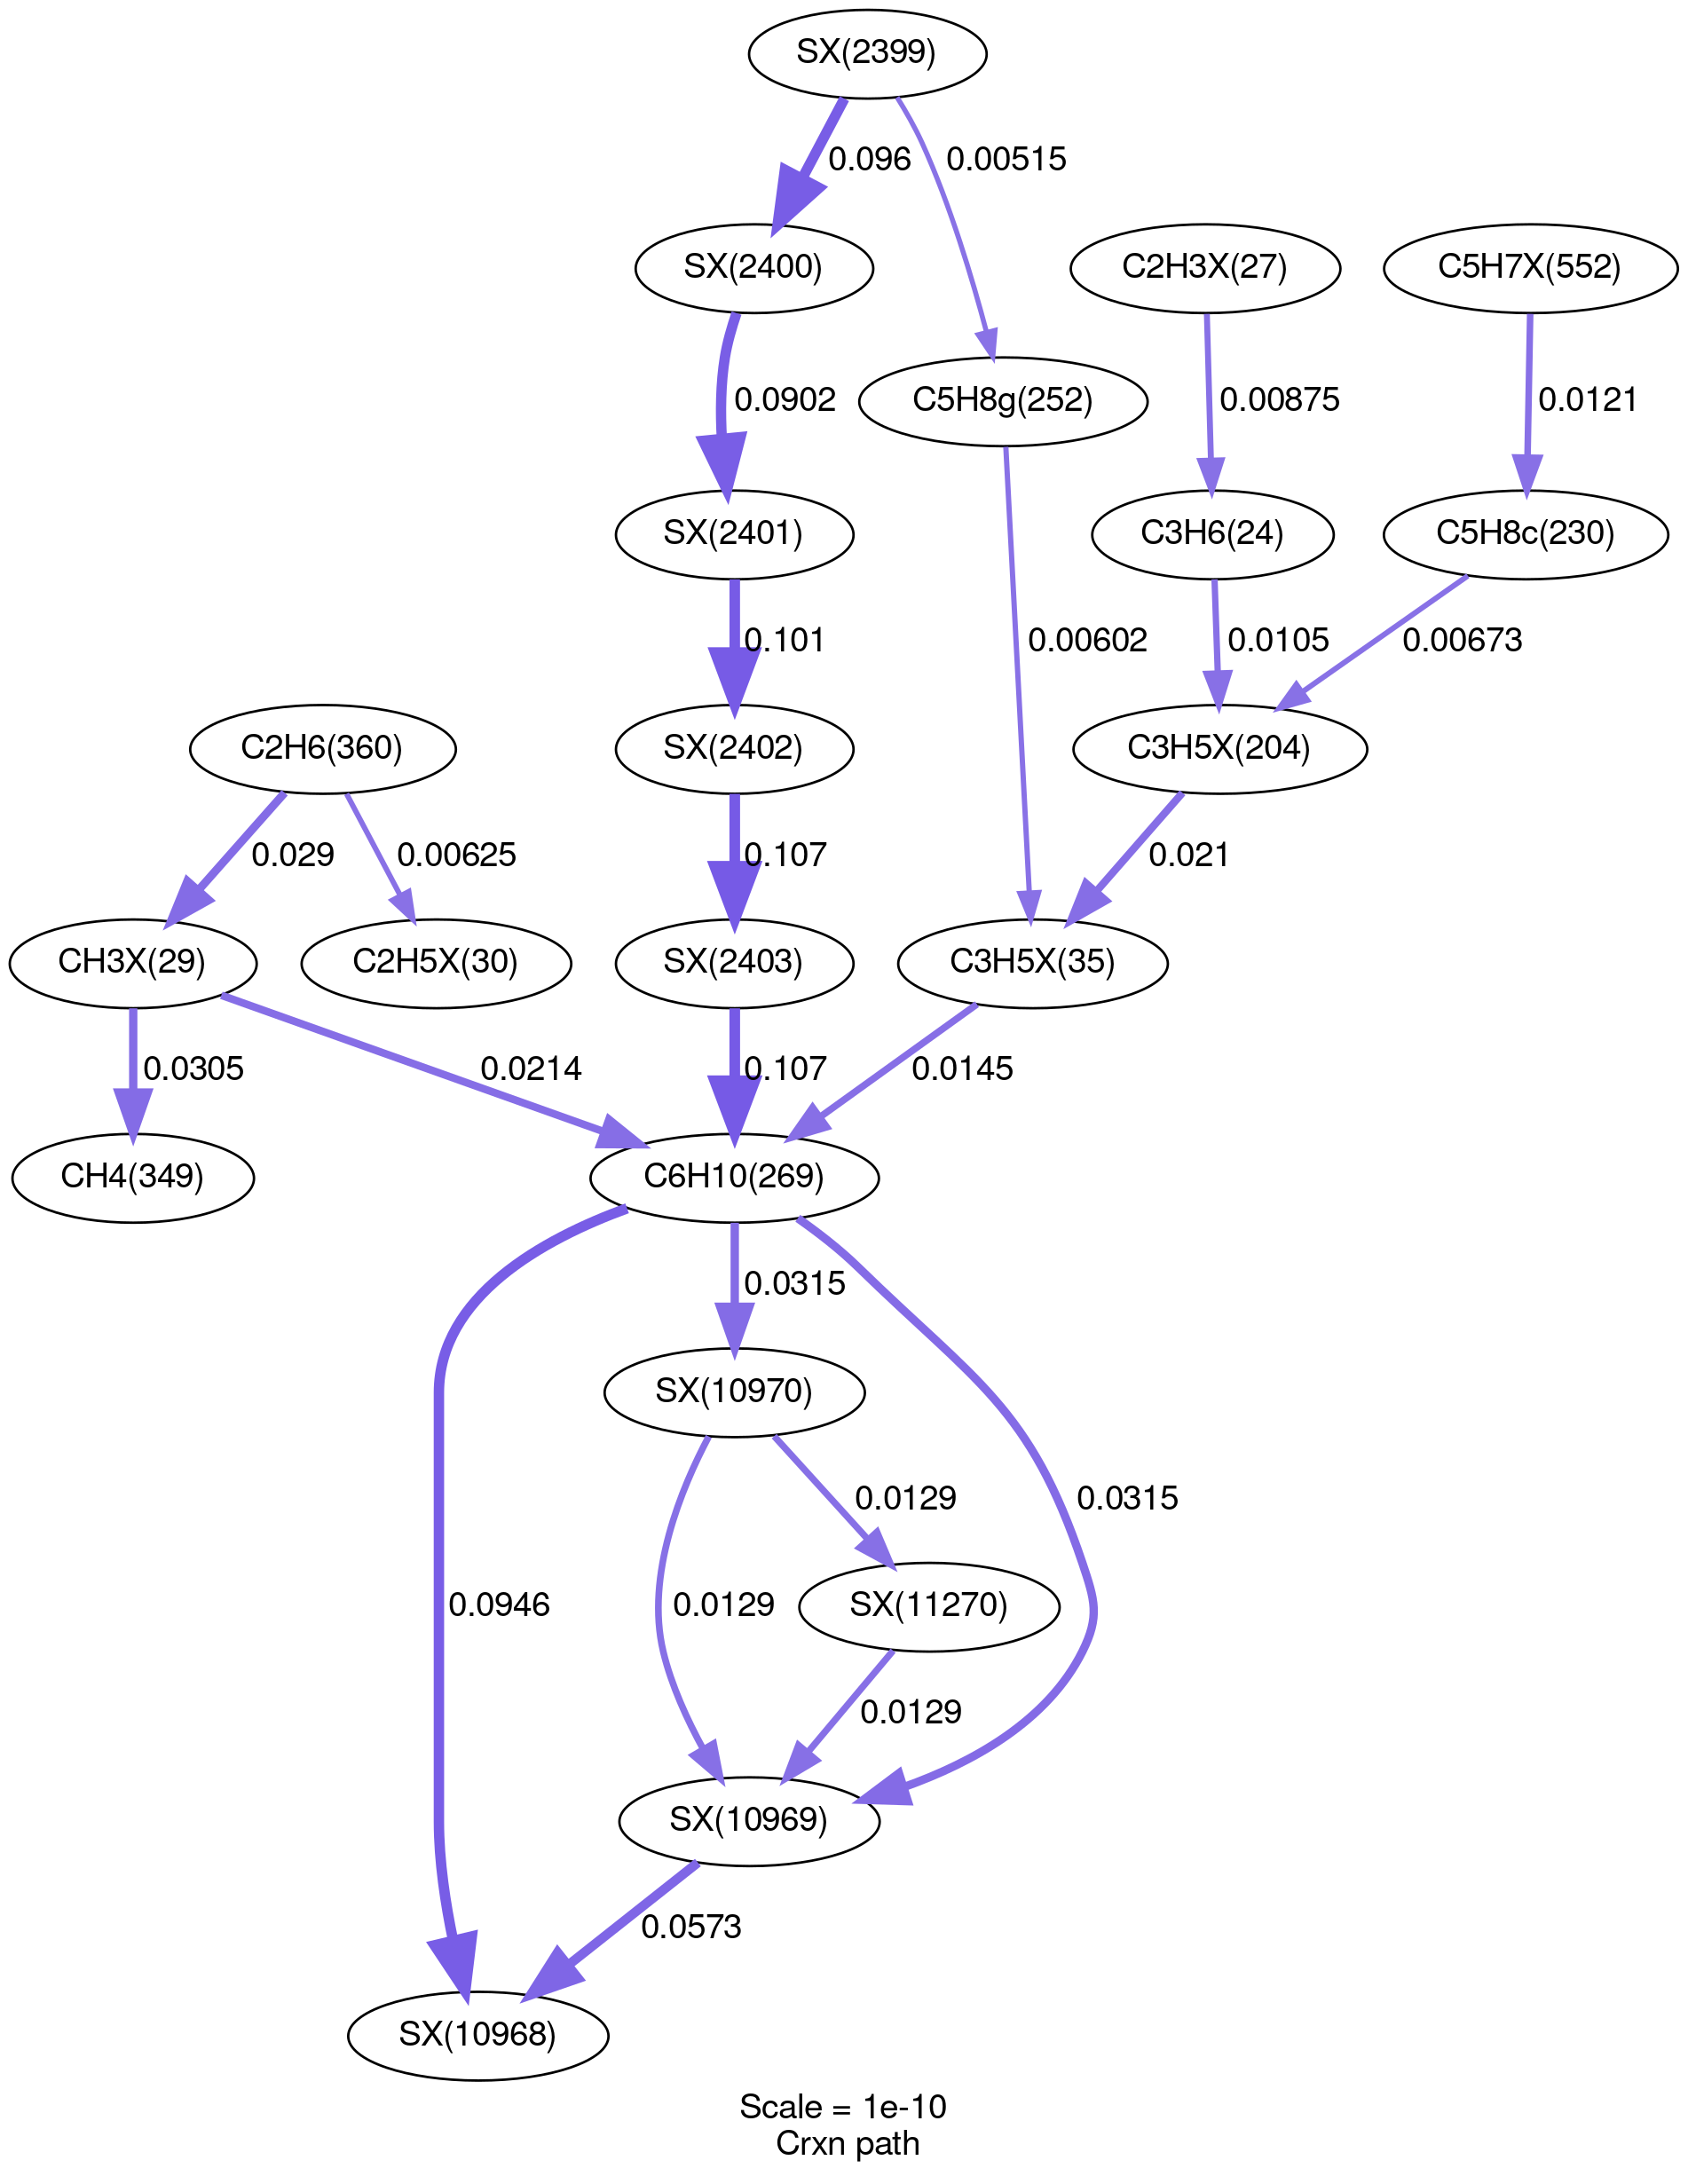 SX(2399)
0.096
0.00515
SX(2400)
C2H3X(27)
C5H7X(552)
0.0902
C5H8g(252)
0.00875
0.0121
SX(2401)
C3H6(24)
C5H8c(230)
0.101
0.00602
0.0105
0.00673
C2H6(360)
SX(2402)
C3H5X(204)
0.029
0.00625
0.107
0.021
CH3X(29)
C2H5X(30)
SX(2403)
C3H5X(35)
0.0305
0.0214
0.107
0.0145
CH4(349)
C6H10(269)
0.0315
SX(10970)
0.0129
0.0315
0.0946
0.0129
SX(11270)
0.0129
SX(10969)
0.0573
SX(10968)
Scale = 1e-10
Crxn path